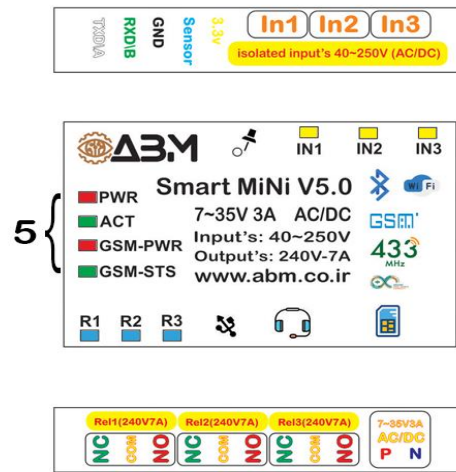 TXD\A RXD\B GND Sensor 3.3v
In1 In2 In3
isolated input's 40~250V (AC/DC)
ABM
IN1 IN2 IN3
Smart MiNi V5.0
Wi Fi
5
PWR
ACT
GSM-PWR
GSM-STS
7~35V 3A AC/DC
Input's: 40~250V
Output's: 240V-7A
www.abm.co.ir
GSM
433
MHz
R1 R2 R3
Rel1(240V7A) Rel2(240V7A) Rel3(240V7A)
NC COM NO NC COM NO NC COM NO
7~35V3A
AC/DC
P N